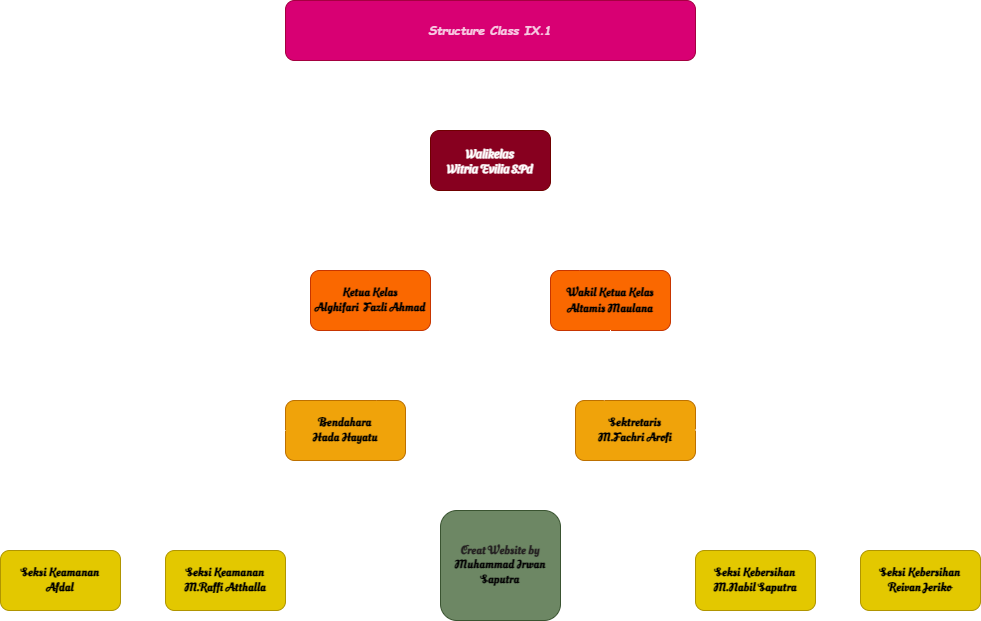 Structure Class IX.1
Walikelas
Witria Evilia S.Pd
Ketua Kelas
Alghifari Fazli Ahmad
Wakil Ketua Kelas
Altamis Maulana
Bendahara
Hada Hayatu
Sektretaris
M.Fachri Arofi
Creat Website by
Muhammad Irwan
Saputra
Seksi Keamanan
Afdal
Seksi Keamanan
M.Raffi Atthalla
Seksi Kebersihan
M.Nabil Saputra
Seksi Kebersihan
Reivan Jeriko